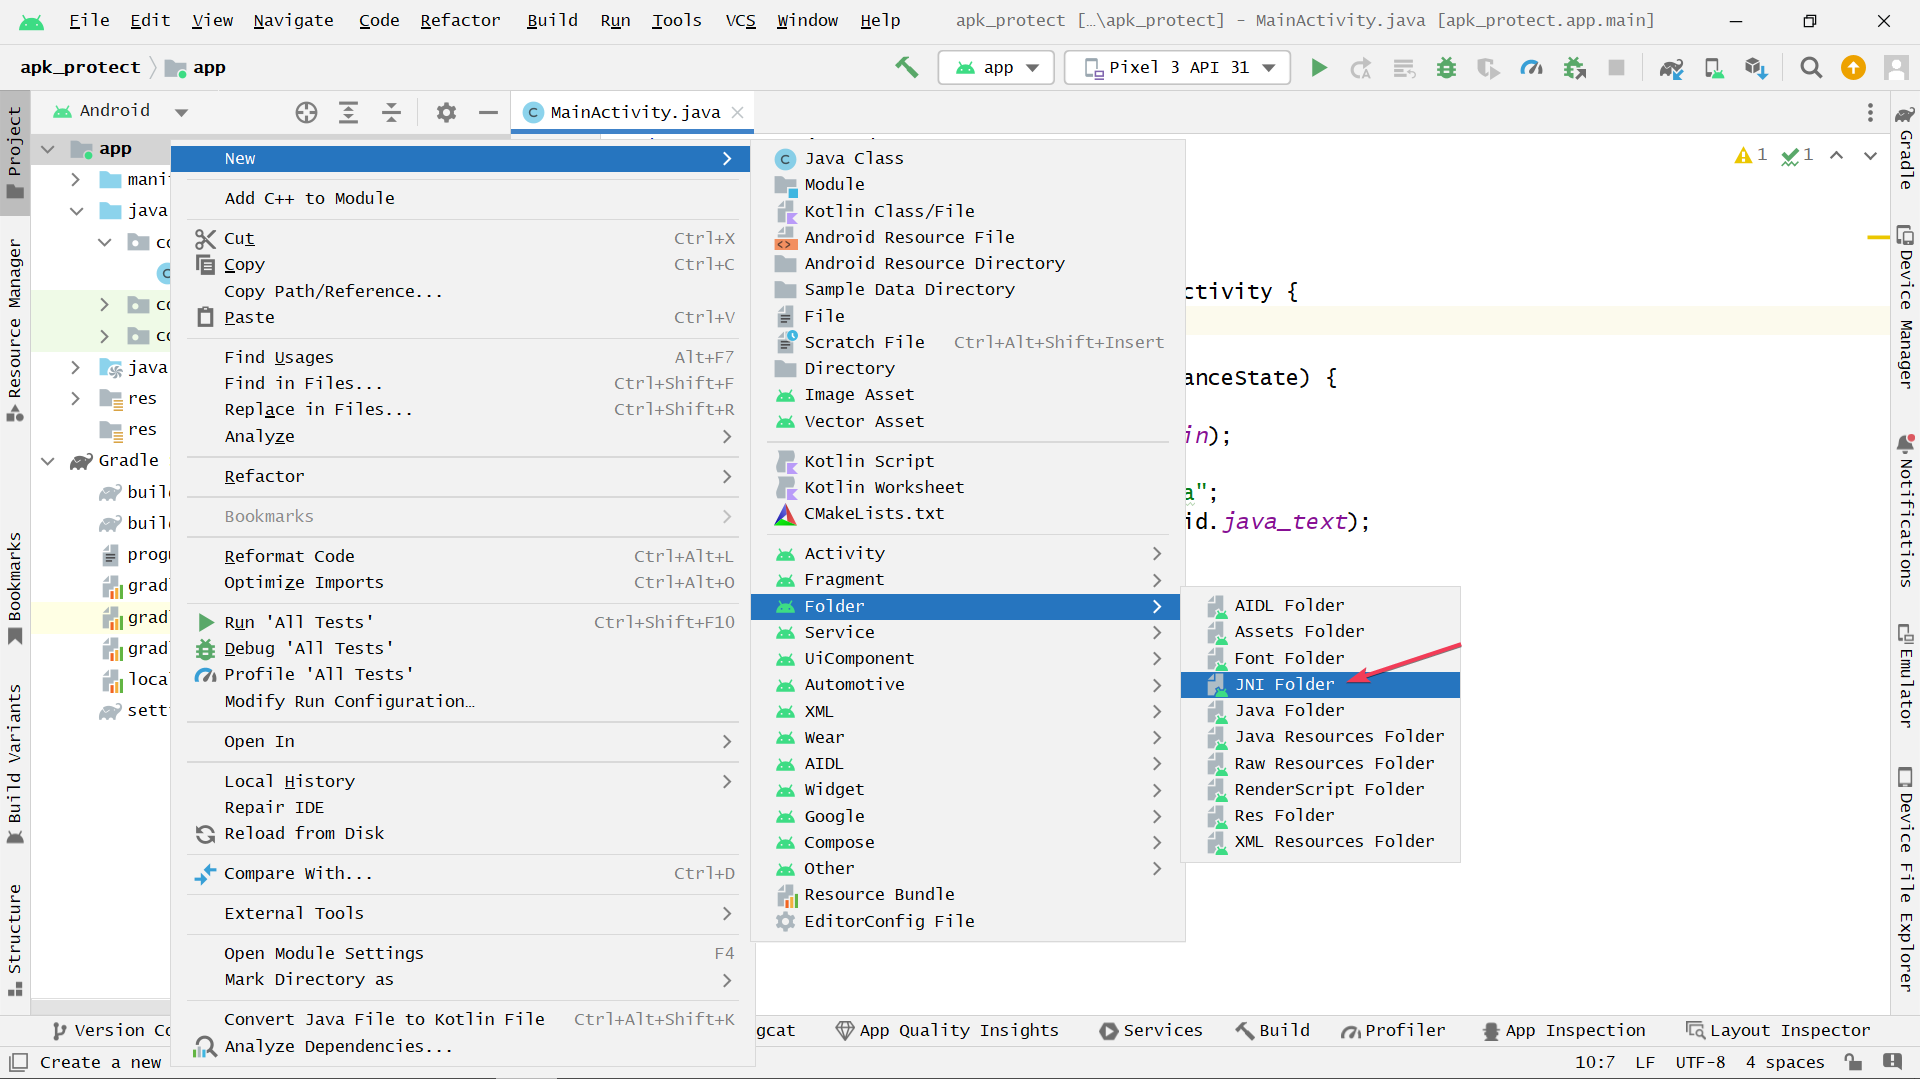 File Edit View Navigate Code Refactor Build Run Tools VCS Window Help apk_protect [...\apk_protect] - MainActivity.java [apk_protect.app.main]
apk_protect app app Pixel 3 API 31
Android MainActivity.java
Project
Resource Manager
Bookmarks
Build Variants
Structure
app
java
java
res
res
Gradle
New
Add C++ to Module
Cut Ctrl+X
Copy Ctrl+C
Copy Path/Reference...
Paste Ctrl+V
Find Usages Alt+F7
Find in Files... Ctrl+Shift+F
Replace in Files... Ctrl+Shift+R
Analyze
Refactor
Bookmarks
Reformat Code Ctrl+Alt+L
Optimize Imports Ctrl+Alt+O
Run 'All Tests' Ctrl+Shift+F10
Debug 'All Tests'
Profile 'All Tests'
Modify Run Configuration...
Open In
Local History
Repair IDE
Reload from Disk
Compare With... Ctrl+D
External Tools
Open Module Settings F4
Mark Directory as
Convert Java File to Kotlin File Ctrl+Alt+Shift+K
Analyze Dependencies...
Java Class
Module
Kotlin Class/File
Android Resource File
Android Resource Directory
Sample Data Directory
File
Scratch File Ctrl+Alt+Shift+Insert
Directory
Image Asset
Vector Asset
Kotlin Script
Kotlin Worksheet
CMakeLists.txt
Activity
Fragment
Folder
Service
UiComponent
Automotive
XML
Wear
AIDL
Widget
Google
Compose
Other
Resource Bundle
EditorConfig File
AIDL Folder
Assets Folder
Font Folder
JNI Folder
Java Folder
Java Resources Folder
Raw Resources Folder
RenderScript Folder
Res Folder
XML Resources Folder
1 1
ctivity {
anceState) {
in);
a";
id.java_text);
Gradle
Device Manager
Notifications
Emulator
Device File Explorer
Version Co gcat App Quality Insights Services Build Profiler App Inspection Layout Inspector
Create a new 10:7 LF UTF-8 4 spaces